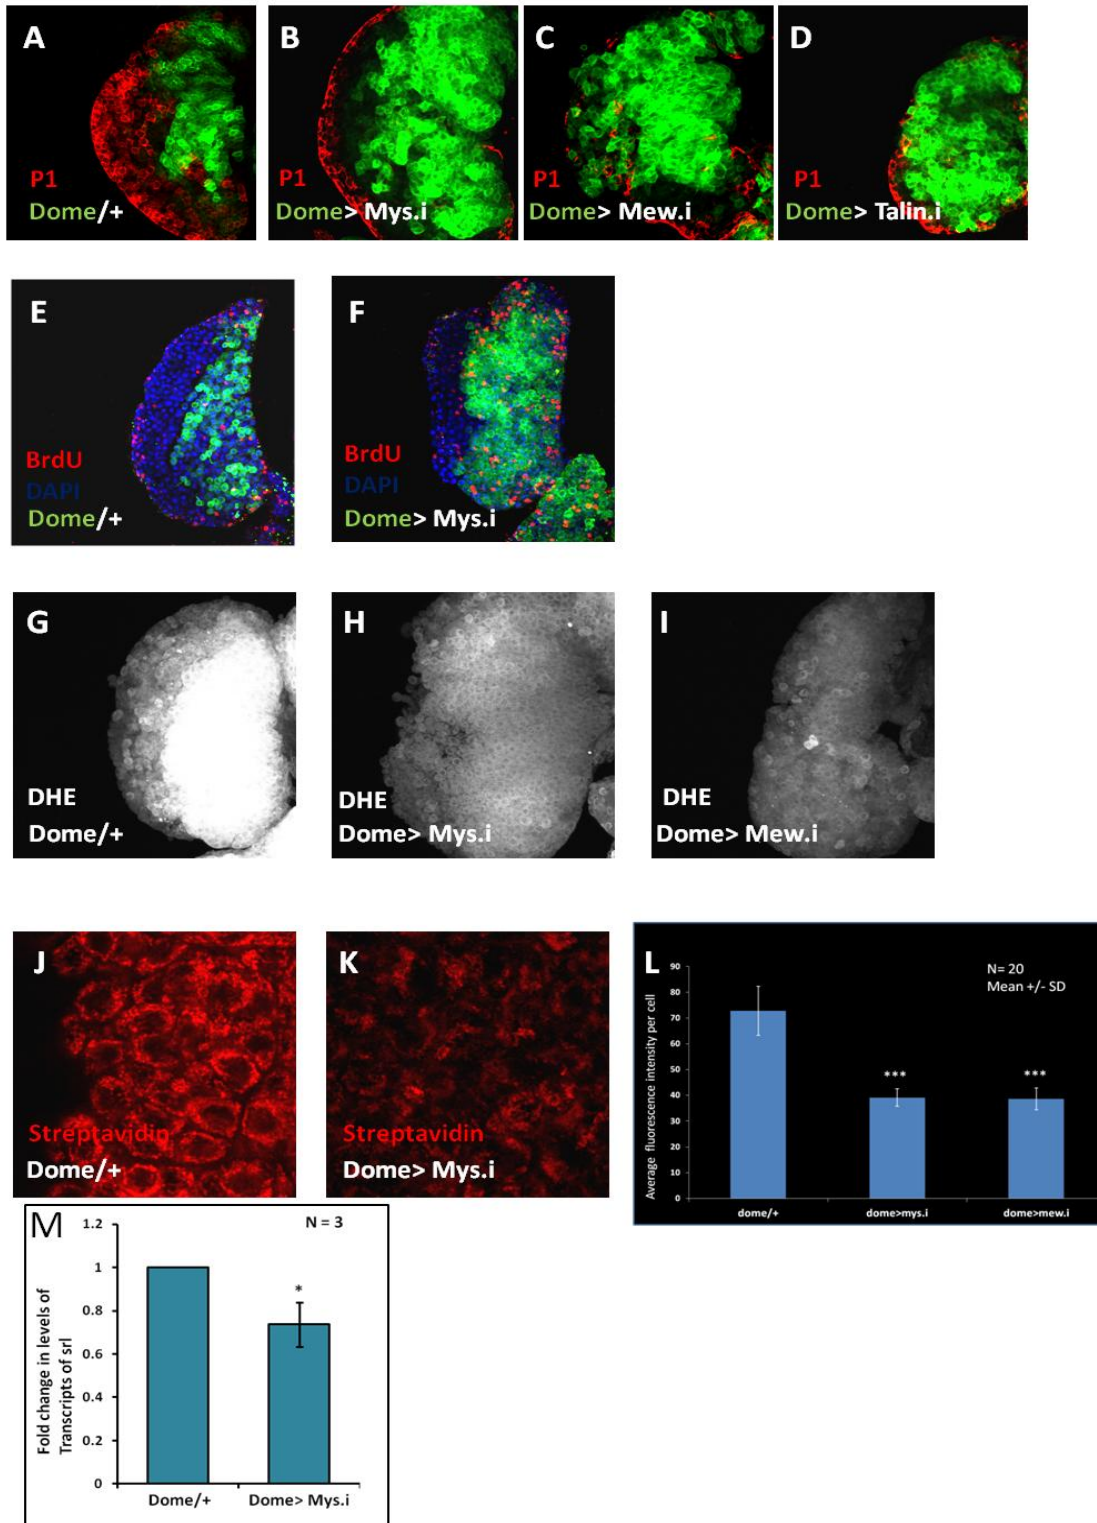 A
P1
Dome/+
B
P1
Dome> Mys.i
C
P1
Dome> Mew.i
D
P1
Dome> Talin.i
E
BrdU
DAPI
Dome/+
F
BrdU
DAPI
Dome> Mys.i
G
DHE
Dome/+
H
DHE
Dome> Mys.i
I
DHE
Dome> Mew.i
J
Streptavidin
Dome/+
K
Streptavidin
Dome> Mys.i
L
N= 20
Mean +/- SD
Average fluorescence intensity per cell
90
80
70
60
50
40
30
20
10
0
***
***
dome/+
dome>mys.i
dome>mew.i
M
N = 3
Fold change in levels of
Transcripts of srl
1.2
1
0.8
0.6
0.4
0.2
0
*
Dome/+
Dome> Mys.i